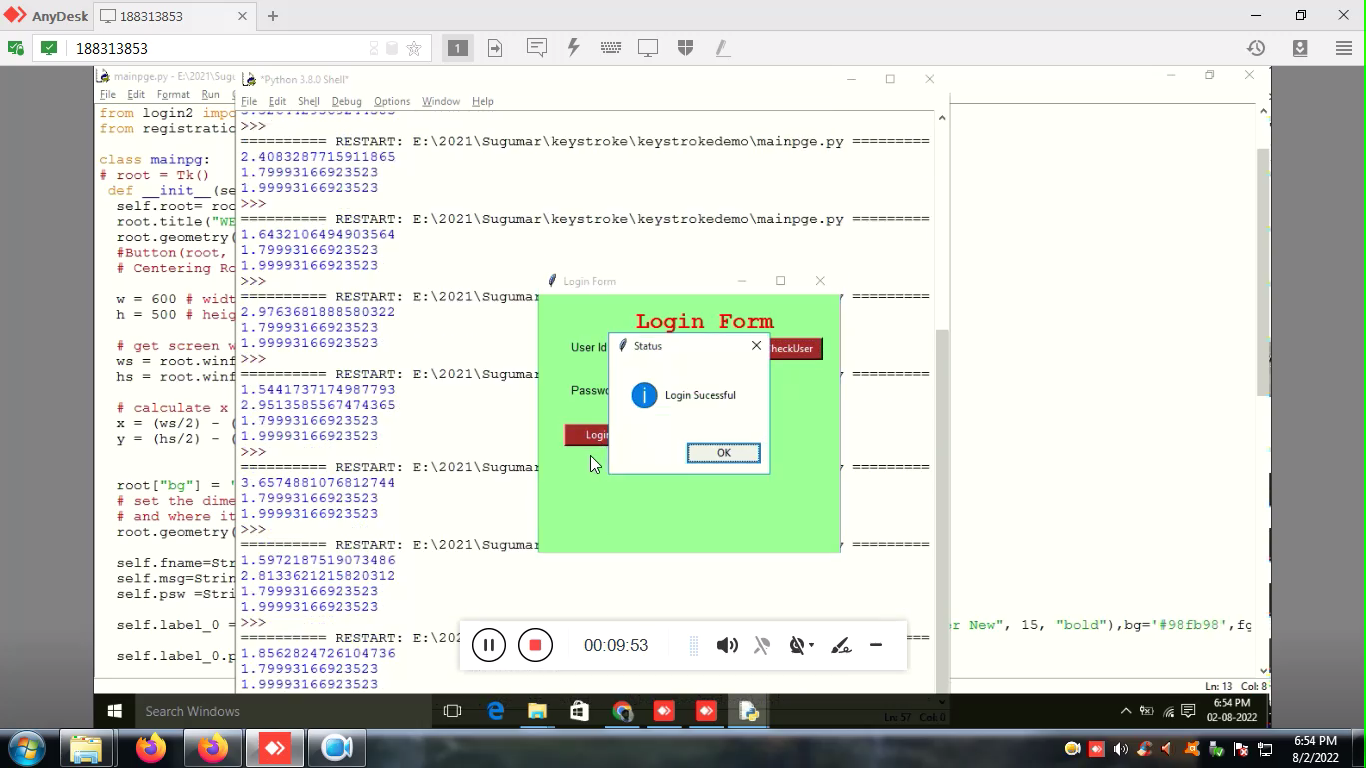 AnyDesk 188313853
188313853 1
mainpge.py - E:\2021\Sugu
File Edit Format Run
from login2 impo
from registratio
class mainpg:
# root = Tk()
def __init__(se
self.root= roo
root.title("WE
root.geometry(
#Button(root,
# Centering Ro
w = 600 # widt
h = 500 # heig
# get screen w
ws = root.winf
hs = root.winf
# calculate x
x = (ws/2) - (
y = (hs/2) - (
root["bg"] = '
# set the dime
# and where it
root.geometry(
self.fname=Str
self.msg=Strin
self.psw =Stri
self.label_0 =
self.label_0.p
*Python 3.8.0 Shell*
File Edit Shell Debug Options Window Help
>>>
========== RESTART: E:\2021\Sugumar\keystroke\keystrokedemo\mainpge.py =========
2.4083287715911865
1.79993166923523
1.99993166923523
>>>
========== RESTART: E:\2021\Sugumar\keystroke\keystrokedemo\mainpge.py =========
1.6432106494903564
1.79993166923523
1.99993166923523
>>>
========== RESTART: E:\2021\Sugumar =========
2.9763681888580322
1.79993166923523
1.99993166923523
>>>
========== RESTART: E:\2021\Sugumar =========
1.5441737174987793
2.9513585567474365
1.79993166923523
1.99993166923523
>>>
========== RESTART: E:\2021\Sugumar =========
3.6574881076812744
1.79993166923523
1.99993166923523
>>>
========== RESTART: E:\2021\Sugumar =========
1.5972187519073486
2.8133621215820312
1.79993166923523
1.99993166923523
>>>
========== RESTART: E:\202 =========
1.8562824726104736
1.79993166923523
1.99993166923523
Login Form
Login Form
User Id
heckUser
Passwo
Login
Status
Login Sucessful
OK
00:09:53
er New", 15, "bold"),bg='#98fb98',fg
Ln: 13 Col: 8
Ln: 57 Col: 0
Search Windows
6:54 PM
02-08-2022
6:54 PM
8/2/2022